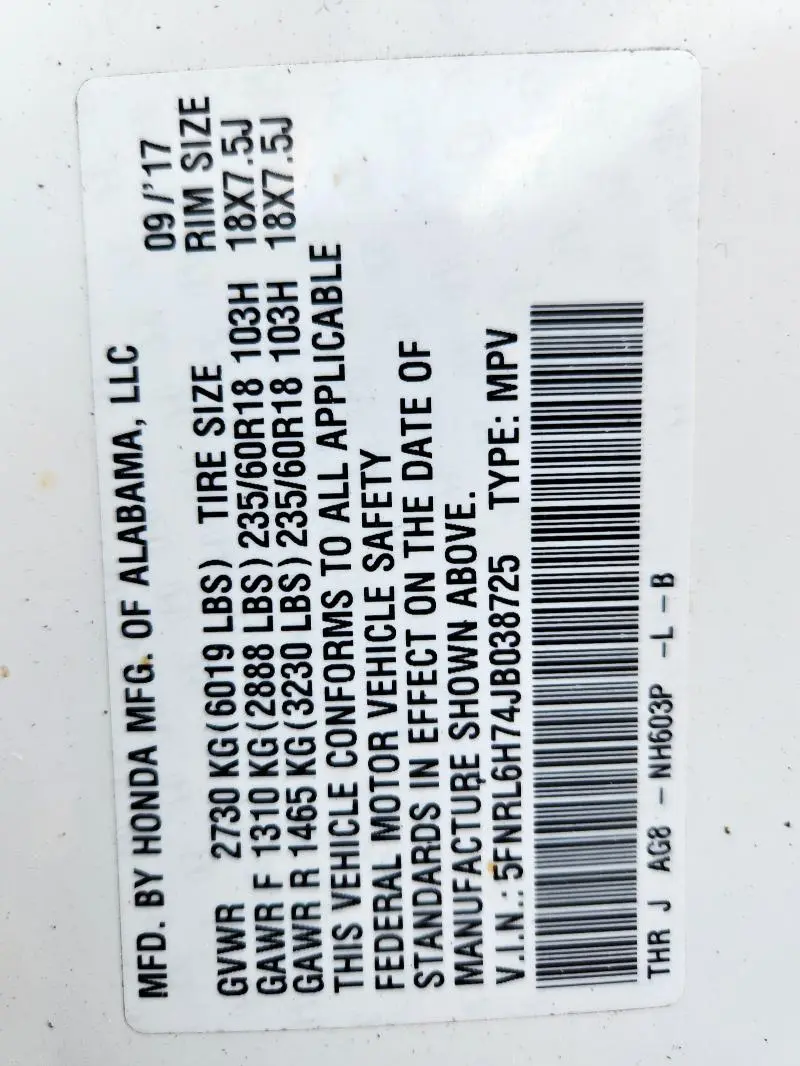 MFD. BY HONDA MFG. OF ALABAMA, LLC 09/'17
TIRE SIZE RIM SIZE
GVWR 2730 KG(6019 LBS)
GAWR F 1310 KG(2888 LBS) 235/60R18 103H 18X7.5J
GAWR R 1465 KG(3230 LBS) 235/60R18 103H 18X7.5J
THIS VEHICLE CONFORMS TO ALL APPLICABLE
FEDERAL MOTOR VEHICLE SAFETY
STANDARDS IN EFFECT ON THE DATE OF
MANUFACTURE SHOWN ABOVE.
V.I.N.: 5FNRL6H74JB038725 TYPE: MPV
THR J AG8 - NH603P -L - B